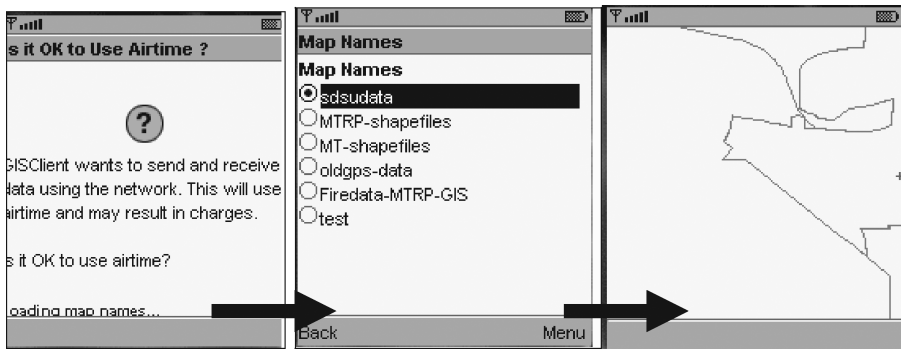 s it OK to Use Airtime ?
?
GISClient wants to send and receive
data using the network. This will use
airtime and may result in charges.
s it OK to use airtime?
oading map names...
Map Names
Map Names
sdsudata
MTRP-shapefiles
MT-shapefiles
oldgps-data
Firedata-MTRP-GIS
test
Back Menu